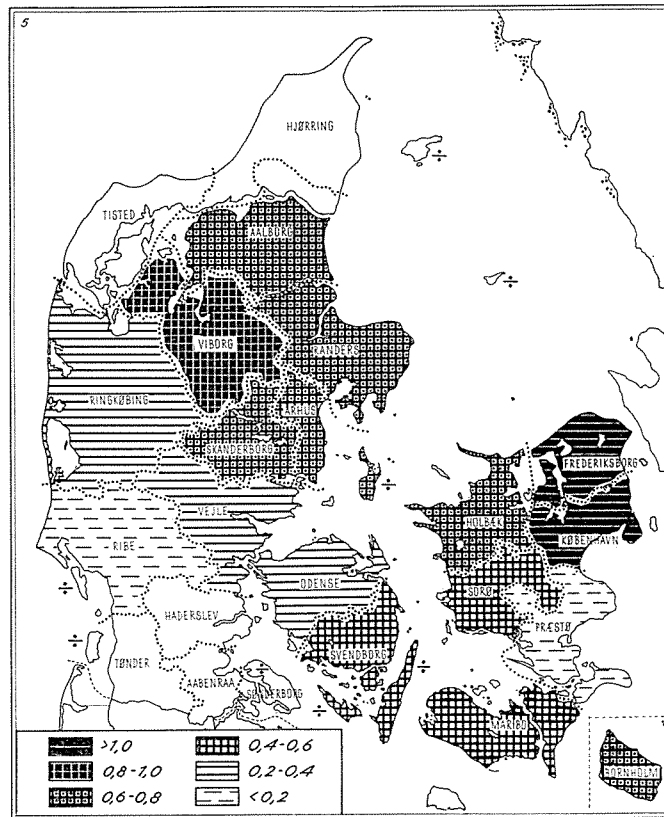 5
HJØRRING
TISTED
AALBORG
VIBORG
RANDERS
RINGKØBING
ÅRHUS
SKANDERBORG
FREDERIKSBORG
VEJLE
HOLBÆK
KØBENHAVN
RIBE
ODENSE
SORØ
HADERSLEV
PRÆSTØ
TØNDER
SVENDBORG
AABENRAA
SØNDERBORG
MARIBO
BORNHOLM
>1,0
0,8-1,0
0,6-0,8
0,4-0,6
0,2-0,4
<0,2